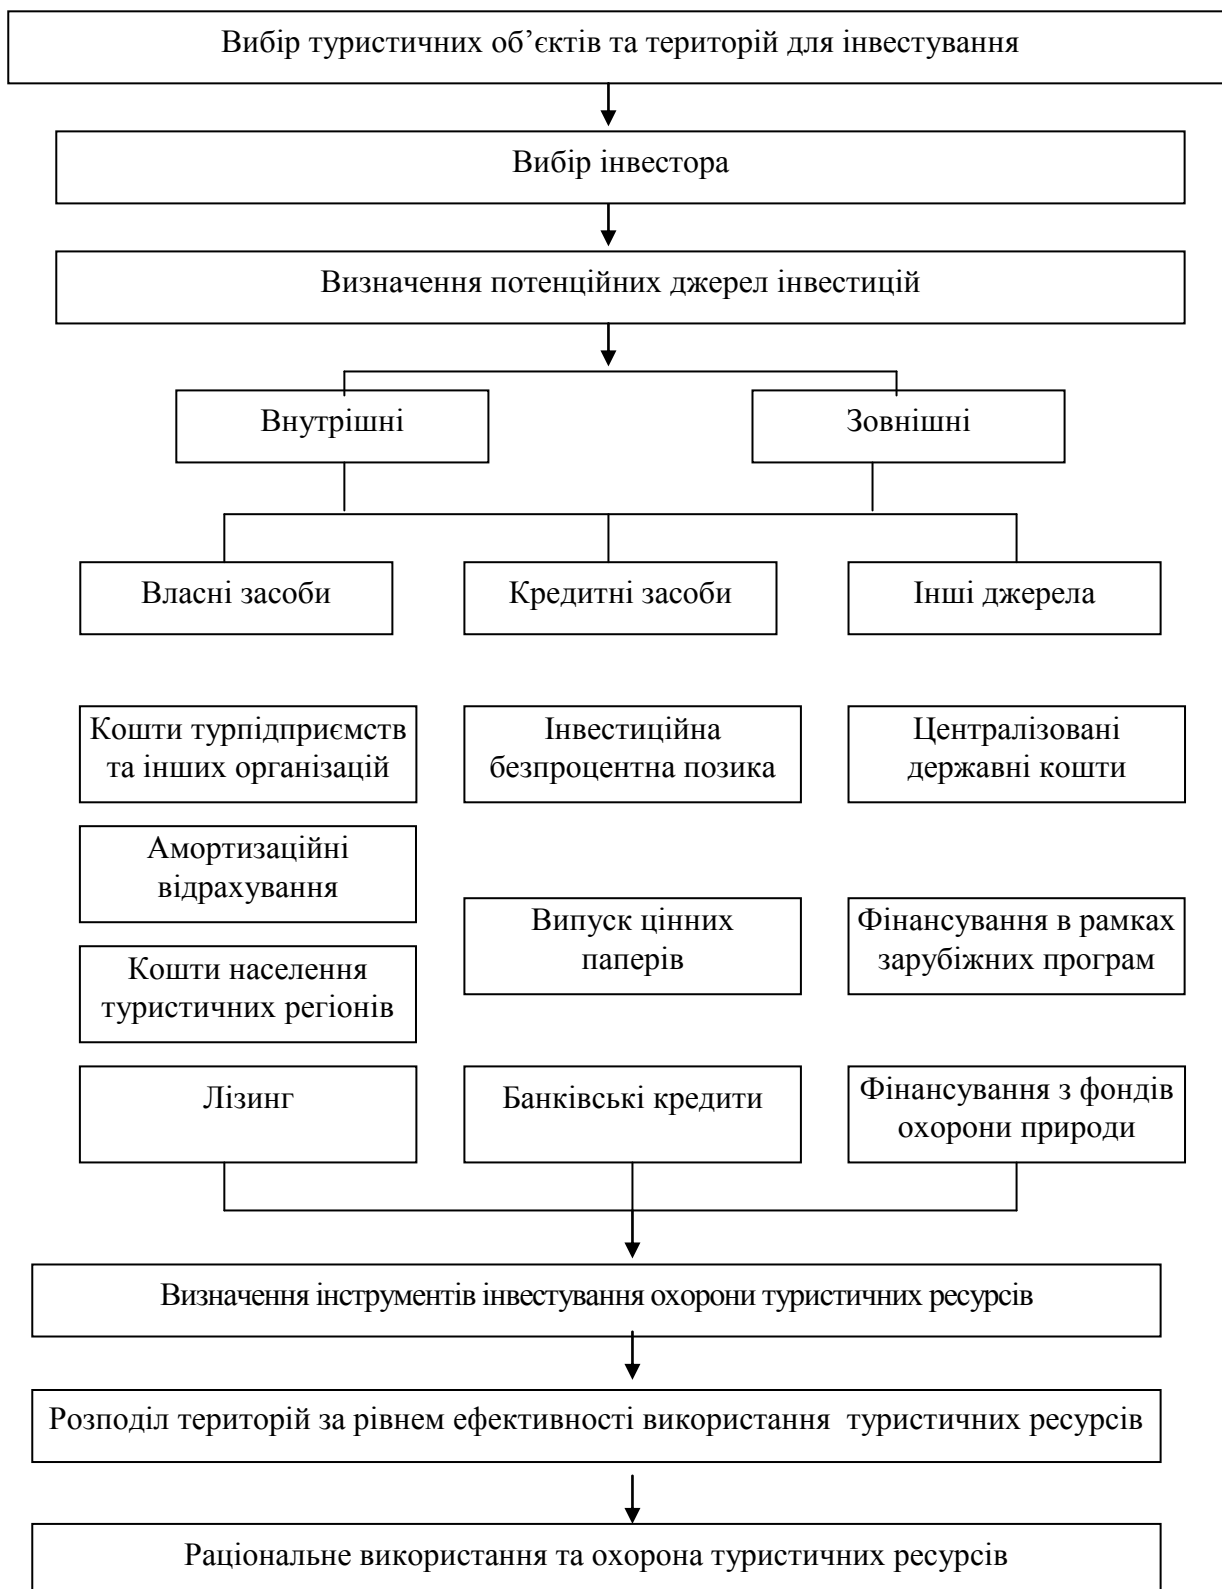 Вибір туристичних об’єктів та територій для інвестування
Вибір інвестора
Визначення потенційних джерел інвестицій
Внутрішні
Зовнішні
Власні засоби
Кредитні засоби
Інші джерела
Кошти турпідприємств
та інших організацій
Інвестиційна
безпроцентна позика
Централізовані
державні кошти
Амортизаційні
відрахування
Випуск цінних
паперів
Фінансування в рамках
зарубіжних програм
Кошти населення
туристичних регіонів
Лізинг
Банківські кредити
Фінансування з фондів
охорони природи
Визначення інструментів інвестування охорони туристичних ресурсів
Розподіл територій за рівнем ефективності використання туристичних ресурсів
Раціональне використання та охорона туристичних ресурсів